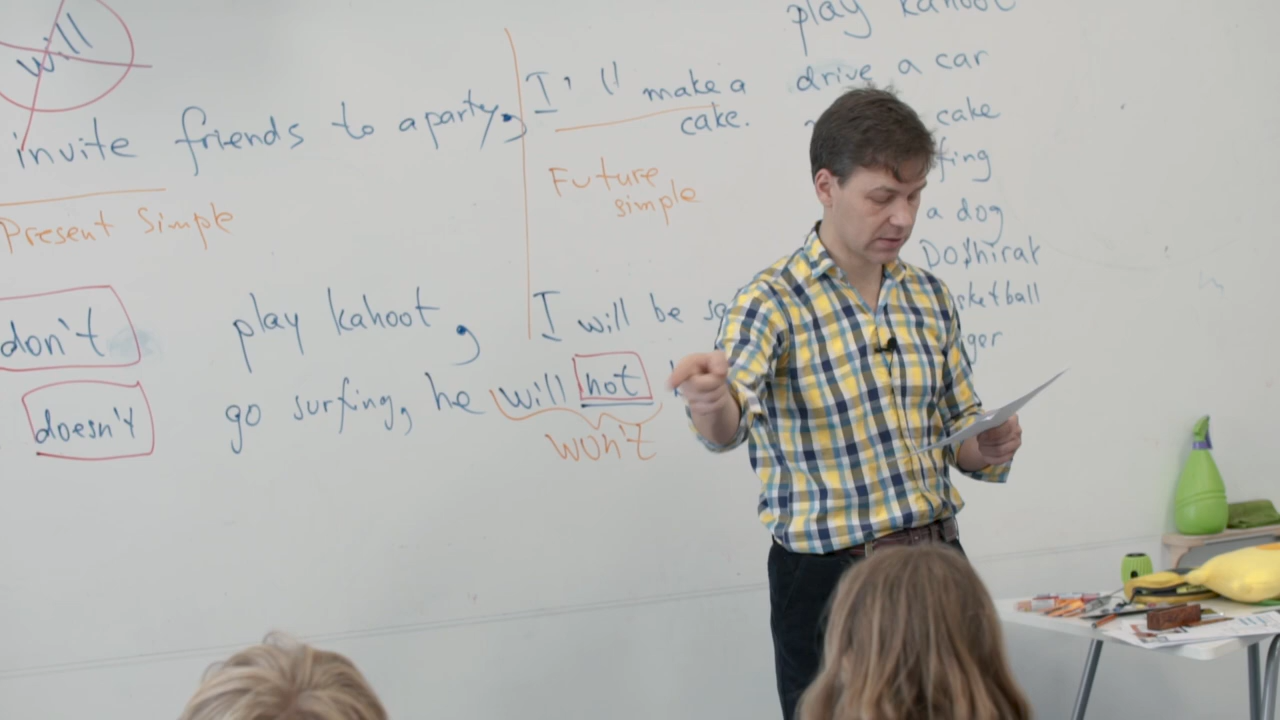 will
invite friends to a party, I'll make a
cake.
Present Simple
Future
simple
don't play kahoot, I will be
doesn't go surfing, he will not
won't
play kahoot
drive a car
cake
a dog
Doshirak